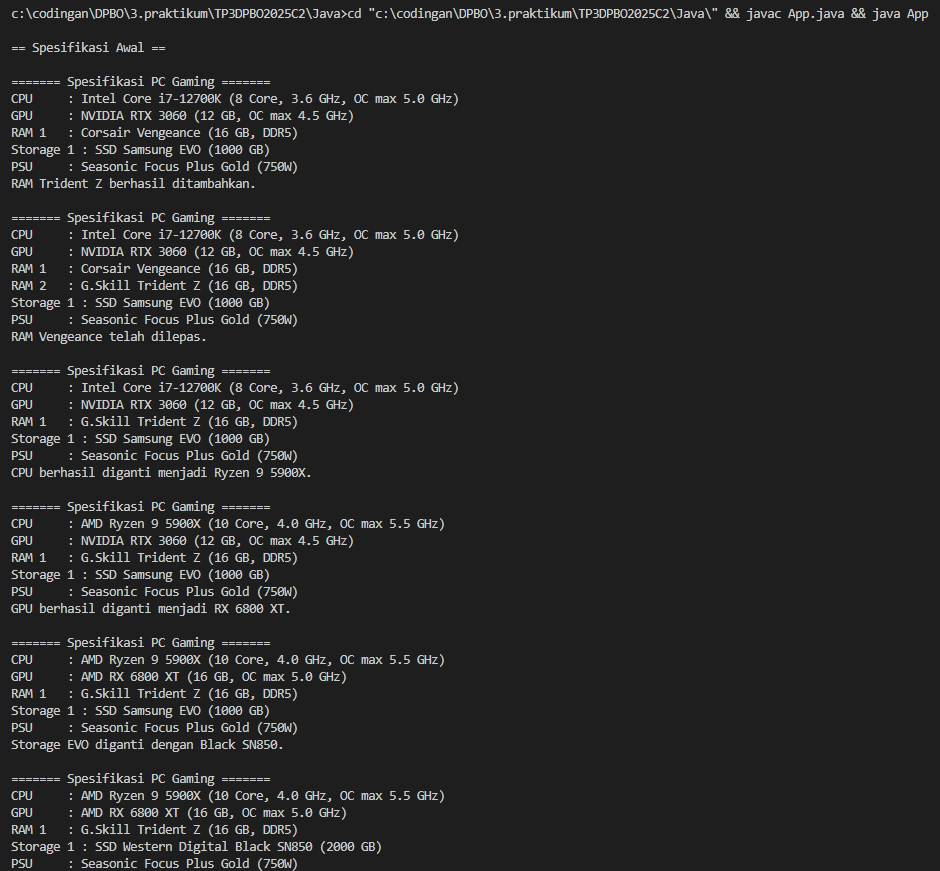 c:\codingan\DPBO\3.praktikum\TP3DPBO2025C2\Java>cd "c:\codingan\DPBO\3.praktikum\TP3DPBO2025C2\Java\" && javac App.java && java App
== Spesifikasi Awal ==
======= Spesifikasi PC Gaming =======
CPU     : Intel Core i7-12700K (8 Core, 3.6 GHz, OC max 5.0 GHz)
GPU     : NVIDIA RTX 3060 (12 GB, OC max 4.5 GHz)
RAM 1   : Corsair Vengeance (16 GB, DDR5)
Storage 1 : SSD Samsung EVO (1000 GB)
PSU     : Seasonic Focus Plus Gold (750W)
RAM Trident Z berhasil ditambahkan.
======= Spesifikasi PC Gaming =======
CPU     : Intel Core i7-12700K (8 Core, 3.6 GHz, OC max 5.0 GHz)
GPU     : NVIDIA RTX 3060 (12 GB, OC max 4.5 GHz)
RAM 1   : Corsair Vengeance (16 GB, DDR5)
RAM 2   : G.Skill Trident Z (16 GB, DDR5)
Storage 1 : SSD Samsung EVO (1000 GB)
PSU     : Seasonic Focus Plus Gold (750W)
RAM Vengeance telah dilepas.
======= Spesifikasi PC Gaming =======
CPU     : Intel Core i7-12700K (8 Core, 3.6 GHz, OC max 5.0 GHz)
GPU     : NVIDIA RTX 3060 (12 GB, OC max 4.5 GHz)
RAM 1   : G.Skill Trident Z (16 GB, DDR5)
Storage 1 : SSD Samsung EVO (1000 GB)
PSU     : Seasonic Focus Plus Gold (750W)
CPU berhasil diganti menjadi Ryzen 9 5900X.
======= Spesifikasi PC Gaming =======
CPU     : AMD Ryzen 9 5900X (10 Core, 4.0 GHz, OC max 5.5 GHz)
GPU     : NVIDIA RTX 3060 (12 GB, OC max 4.5 GHz)
RAM 1   : G.Skill Trident Z (16 GB, DDR5)
Storage 1 : SSD Samsung EVO (1000 GB)
PSU     : Seasonic Focus Plus Gold (750W)
GPU berhasil diganti menjadi RX 6800 XT.
======= Spesifikasi PC Gaming =======
CPU     : AMD Ryzen 9 5900X (10 Core, 4.0 GHz, OC max 5.5 GHz)
GPU     : AMD RX 6800 XT (16 GB, OC max 5.0 GHz)
RAM 1   : G.Skill Trident Z (16 GB, DDR5)
Storage 1 : SSD Samsung EVO (1000 GB)
PSU     : Seasonic Focus Plus Gold (750W)
Storage EVO diganti dengan Black SN850.
======= Spesifikasi PC Gaming =======
CPU     : AMD Ryzen 9 5900X (10 Core, 4.0 GHz, OC max 5.5 GHz)
GPU     : AMD RX 6800 XT (16 GB, OC max 5.0 GHz)
RAM 1   : G.Skill Trident Z (16 GB, DDR5)
Storage 1 : SSD Western Digital Black SN850 (2000 GB)
PSU     : Seasonic Focus Plus Gold (750W)